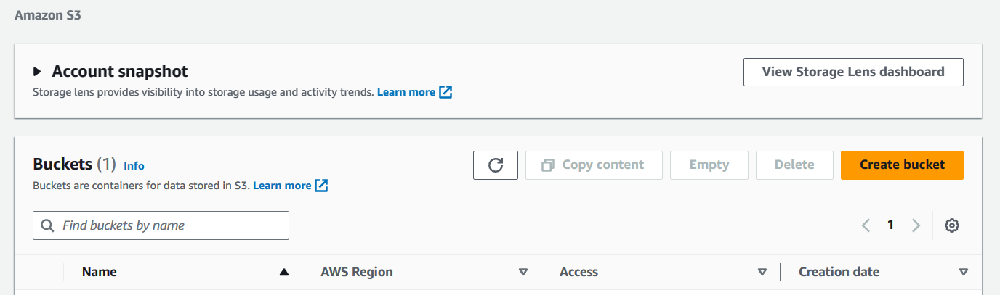 Amazon S3
Account snapshot
View Storage Lens dashboard
Storage lens provides visibility into storage usage and activity trends. Learn more
Buckets (1) Info
Copy content Empty Delete Create bucket
Buckets are containers for data stored in S3. Learn more
Find buckets by name
1
Name AWS Region Access Creation date